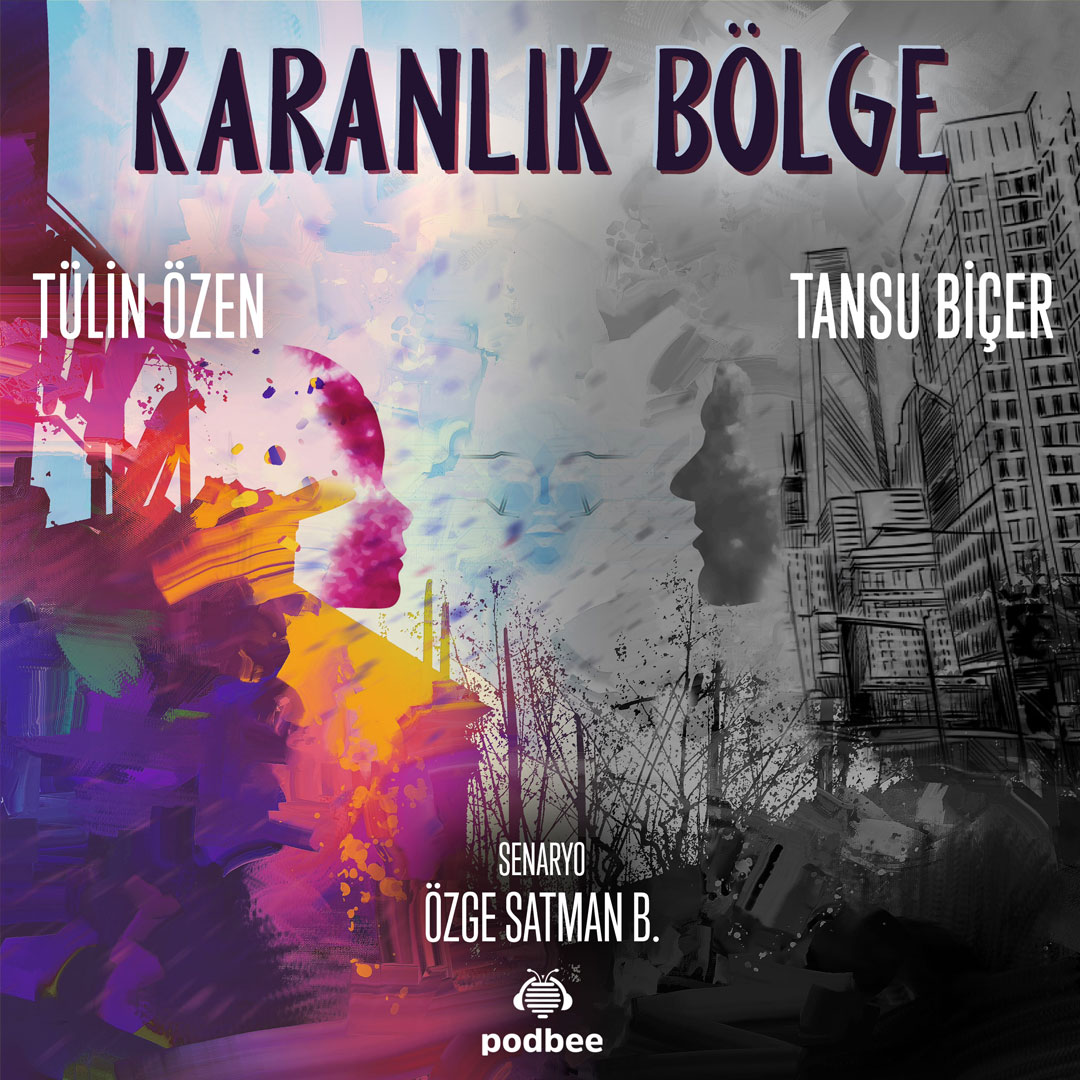 KARANLIK BÖLGE
TÜLİN ÖZEN
TANSU BİÇER
SENARYO
ÖZGE SATMAN B.
podbee